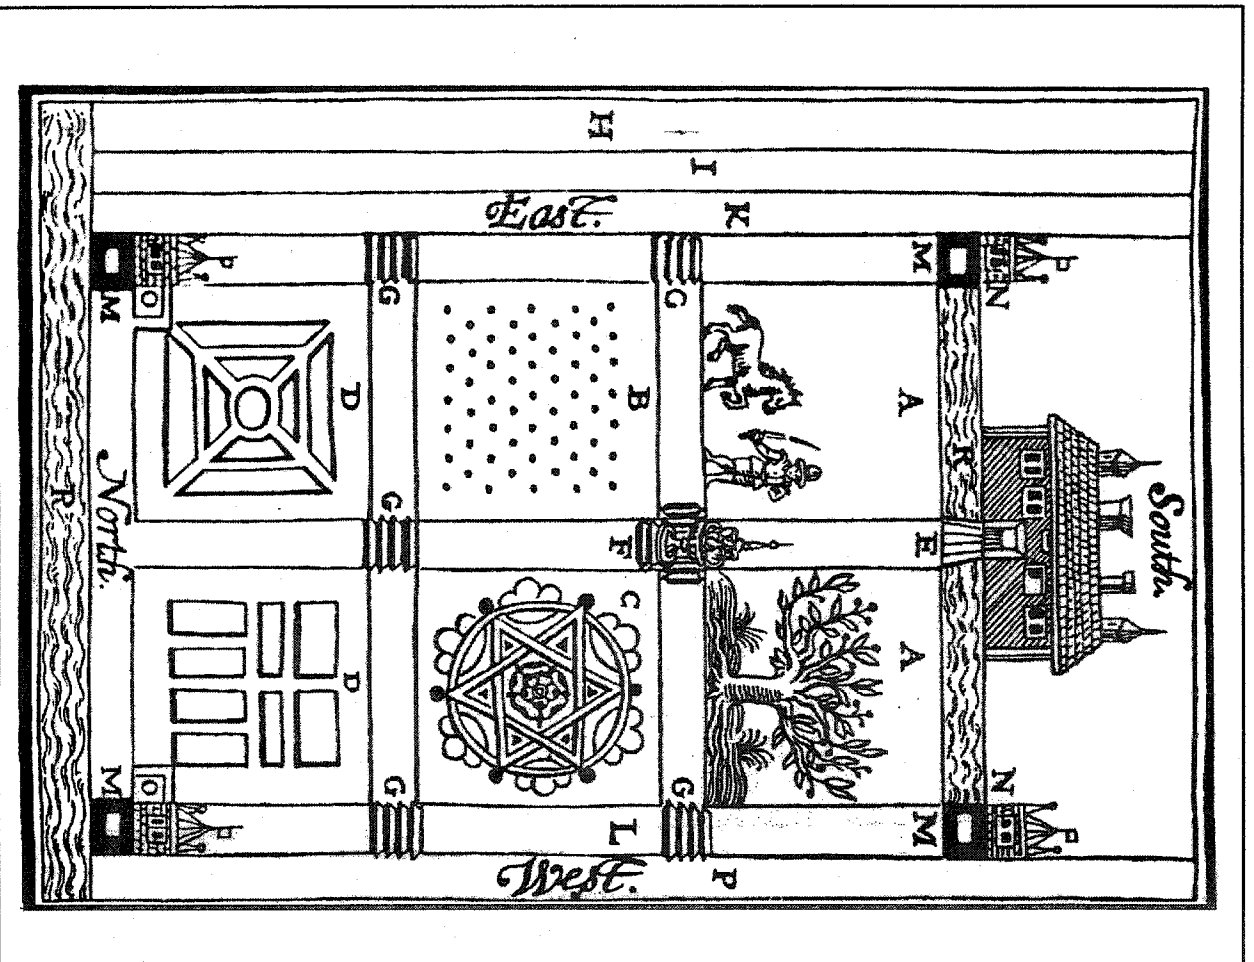 South.
N N
R
M E M
A A
K P
I
G G
B F C L
H
East. West.
G G G
D D
O O
M North. M
R